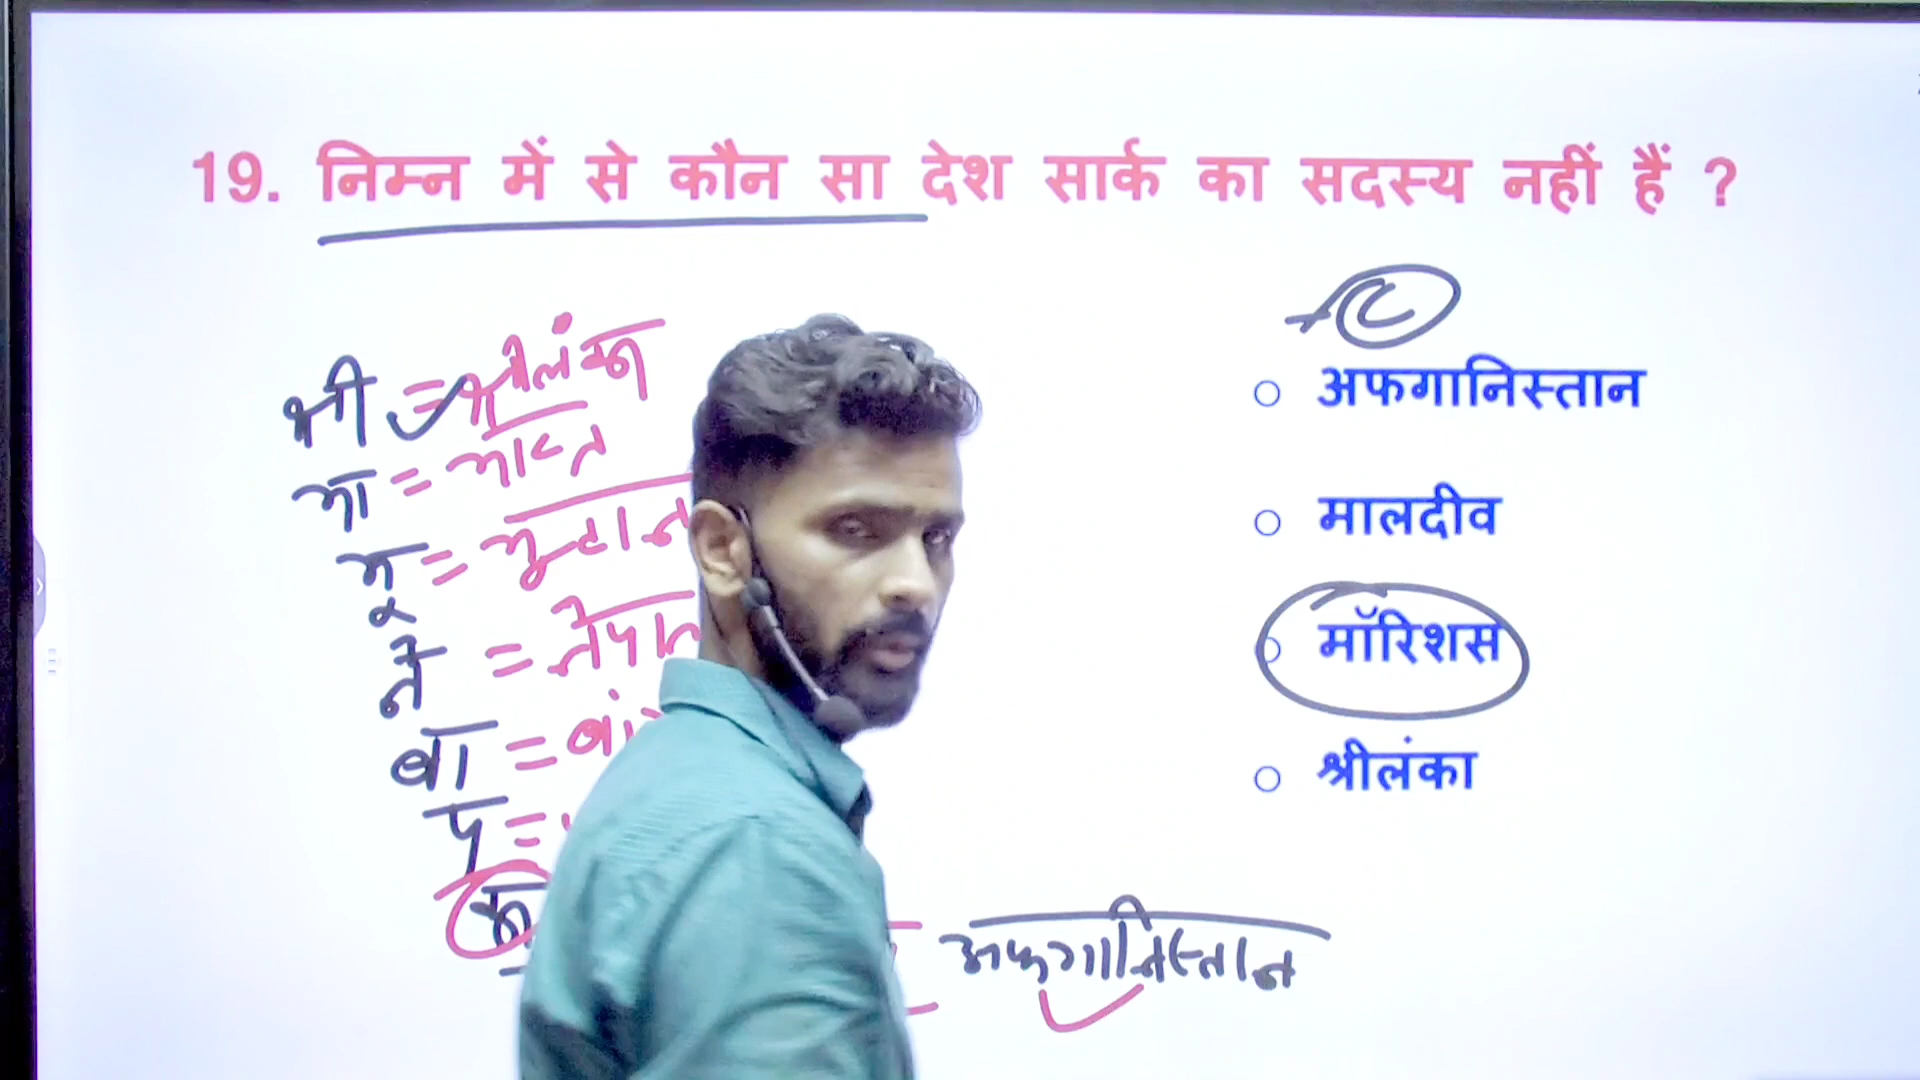 19. निम्न में से कौन सा देश सार्क का सदस्य नहीं हैं ?
श्री = श्रीलंका
भा = भारत
भू = भूटान
ने = नेपाल
बा = बां
प =
अफगानिस्तान
मालदीव
मॉरिशस
श्रीलंका
अफगानिस्तान